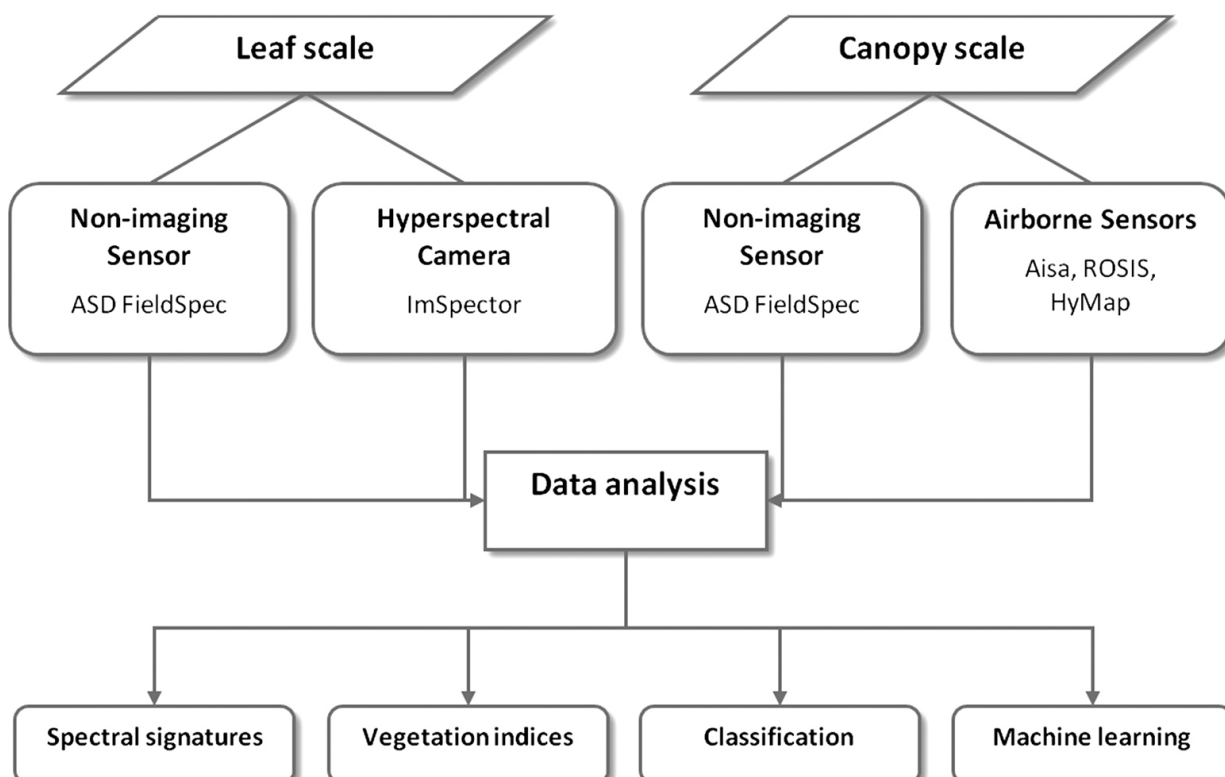 Leaf scale
Canopy scale
Non-imaging
Sensor
ASD FieldSpec
Hyperspectral
Camera
ImSpector
Non-imaging
Sensor
ASD FieldSpec
Airborne Sensors
Aisa, ROSIS,
HyMap
Data analysis
Spectral signatures
Vegetation indices
Classification
Machine learning